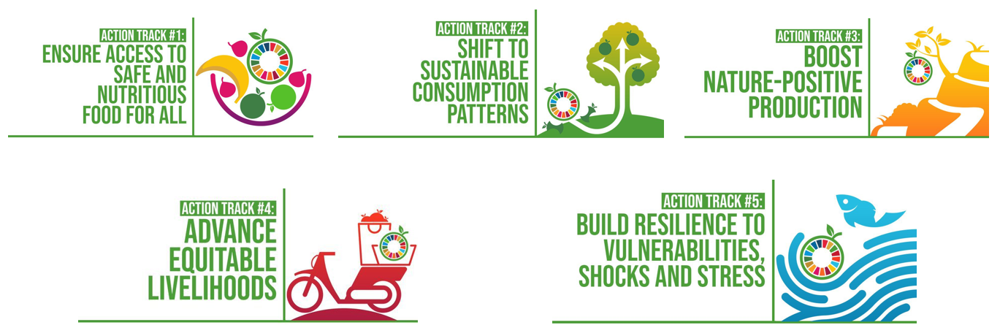 ACTION TRACK #1:
ENSURE ACCESS TO
SAFE AND
NUTRITIOUS
FOOD FOR ALL
ACTION TRACK #2:
SHIFT TO
SUSTAINABLE
CONSUMPTION
PATTERNS
ACTION TRACK #3:
BOOST
NATURE-POSITIVE
PRODUCTION
ACTION TRACK #4:
ADVANCE
EQUITABLE
LIVELIHOODS
ACTION TRACK #5:
BUILD RESILIENCE TO
VULNERABILITIES,
SHOCKS AND STRESS